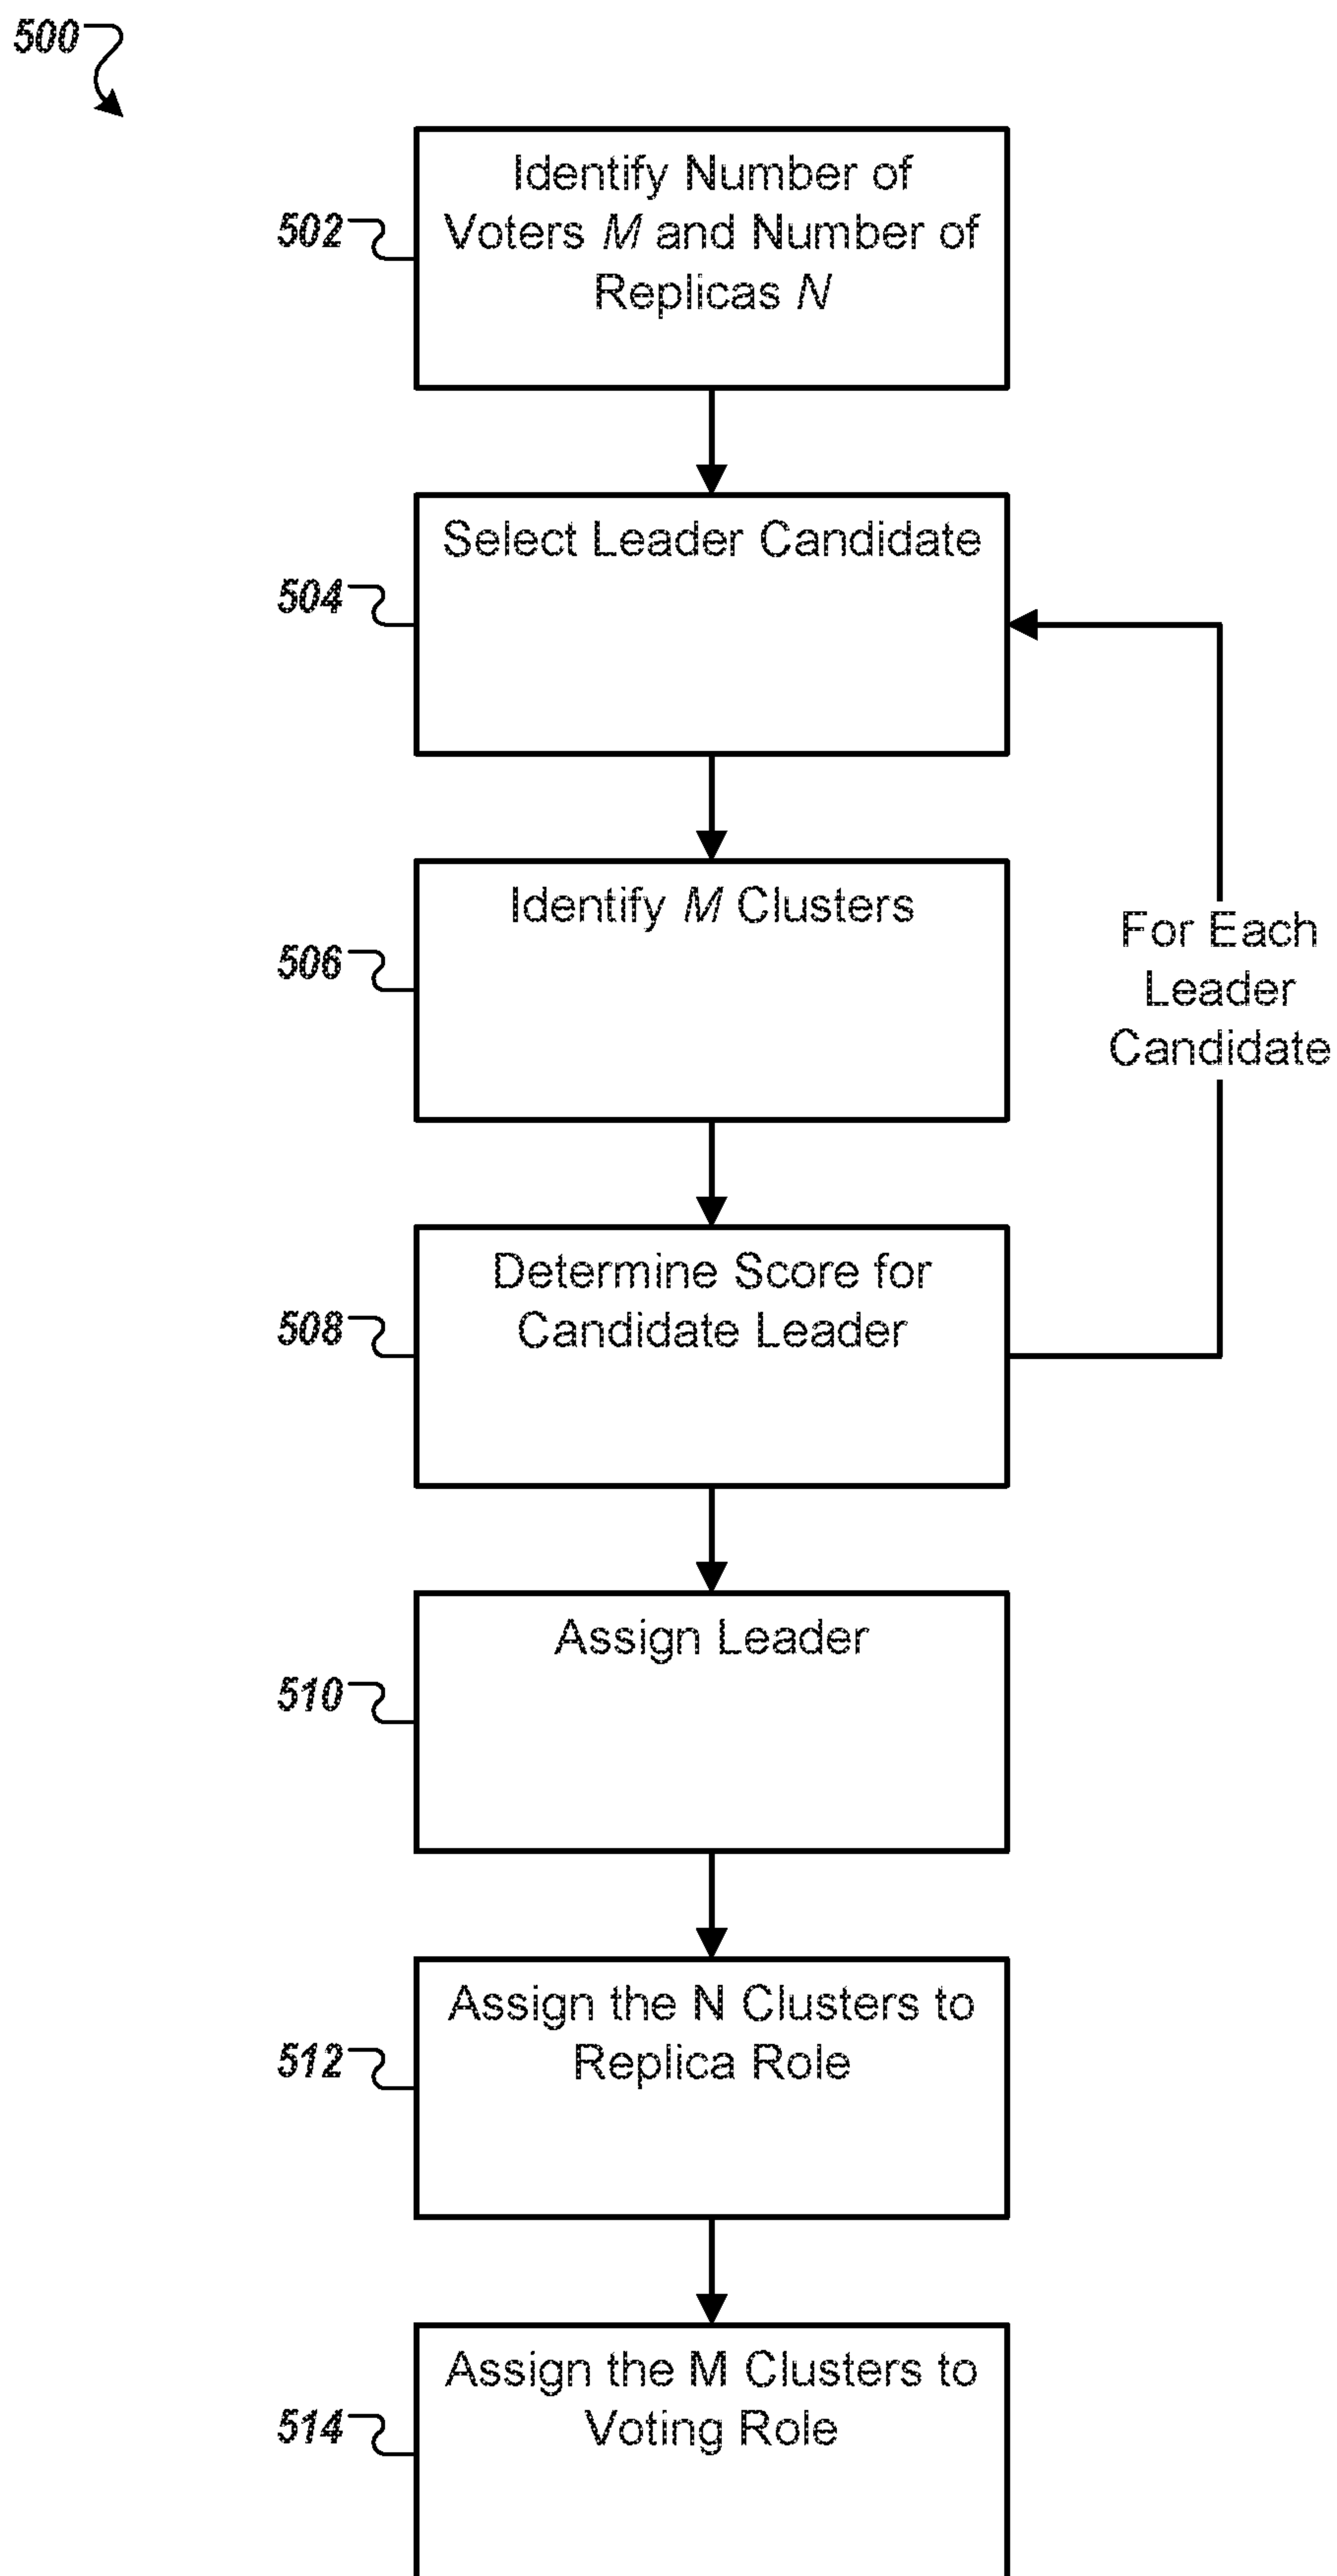 500
502
Identify Number of
Voters M and Number of
Replicas N
504
Select Leader Candidate
506
Identify M Clusters
For Each
Leader
Candidate
508
Determine Score for
Candidate Leader
510
Assign Leader
512
Assign the N Clusters to
Replica Role
514
Assign the M Clusters to
Voting Role